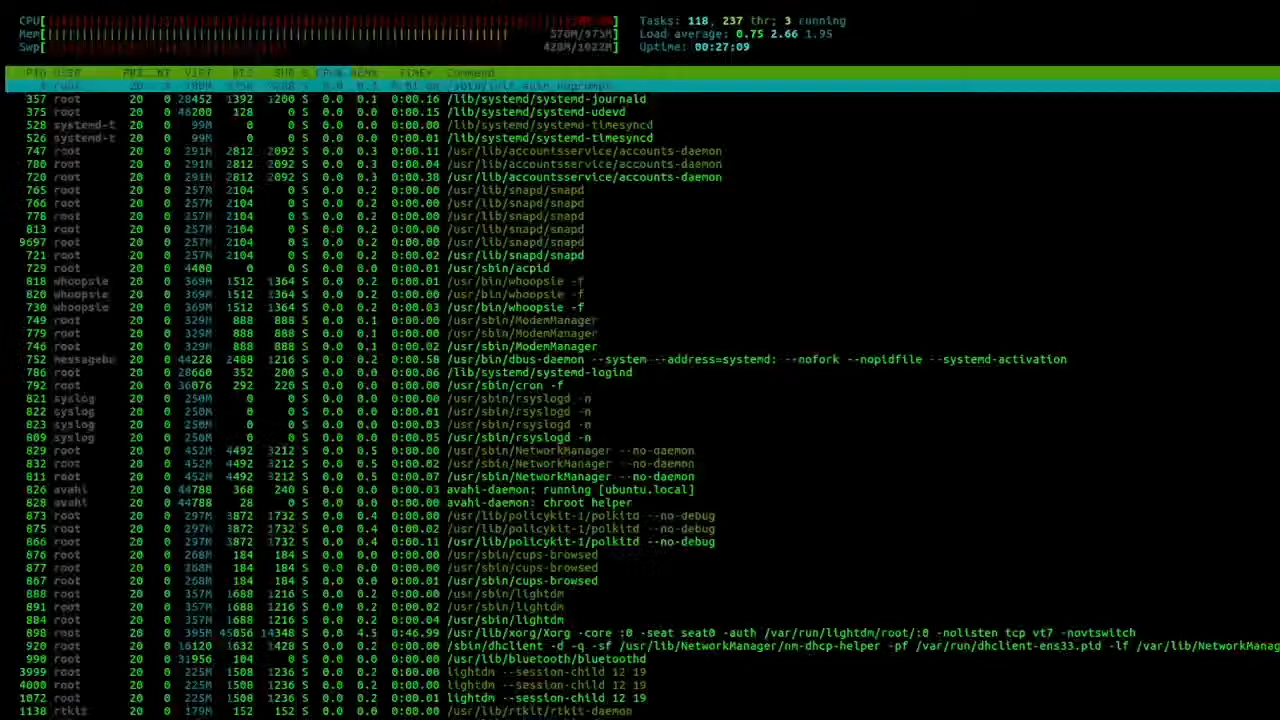 CPU[
Mem[ 570M/975M]
Swp[ 428M/1022M]
Tasks: 118, 237 thr; 3 running
Load average: 0.75 2.66 1.95
Uptime: 00:27:09
PID USER PRI NI VIRT RES SHR S CPU% MEM% TIME+ Command
357 root 20 0 28452 1392 1200 S 0.0 0.1 0:00.16 /lib/systemd/systemd-journald
375 root 20 0 46200 128 0 S 0.0 0.0 0:00.15 /lib/systemd/systemd-udevd
528 systemd-t 20 0 99M 0 0 S 0.0 0.0 0:00.00 /lib/systemd/systemd-timesyncd
526 systemd-t 20 0 99M 0 0 S 0.0 0.0 0:00.01 /lib/systemd/systemd-timesyncd
747 root 20 0 291M 2812 2092 S 0.0 0.3 0:00.11 /usr/lib/accountsservice/accounts-daemon
780 root 20 0 291M 2812 2092 S 0.0 0.3 0:00.04 /usr/lib/accountsservice/accounts-daemon
720 root 20 0 291M 2812 2092 S 0.0 0.3 0:00.38 /usr/lib/accountsservice/accounts-daemon
765 root 20 0 257M 2104 0 S 0.0 0.2 0:00.00 /usr/lib/snapd/snapd
766 root 20 0 257M 2104 0 S 0.0 0.2 0:00.00 /usr/lib/snapd/snapd
778 root 20 0 257M 2104 0 S 0.0 0.2 0:00.00 /usr/lib/snapd/snapd
813 root 20 0 257M 2104 0 S 0.0 0.2 0:00.00 /usr/lib/snapd/snapd
9697 root 20 0 257M 2104 0 S 0.0 0.2 0:00.00 /usr/lib/snapd/snapd
721 root 20 0 257M 2104 0 S 0.0 0.2 0:00.02 /usr/lib/snapd/snapd
729 root 20 0 4400 0 0 S 0.0 0.0 0:00.01 /usr/sbin/acpid
818 whoopsie 20 0 369M 1512 1364 S 0.0 0.2 0:00.01 /usr/bin/whoopsie -f
820 whoopsie 20 0 369M 1512 1364 S 0.0 0.2 0:00.00 /usr/bin/whoopsie -f
730 whoopsie 20 0 369M 1512 1364 S 0.0 0.2 0:00.03 /usr/bin/whoopsie -f
749 root 20 0 329M 888 888 S 0.0 0.1 0:00.00 /usr/sbin/ModemManager
779 root 20 0 329M 888 888 S 0.0 0.1 0:00.00 /usr/sbin/ModemManager
746 root 20 0 329M 888 888 S 0.0 0.1 0:00.02 /usr/sbin/ModemManager
752 messagebu 20 0 44228 2488 1216 S 0.0 0.2 0:00.58 /usr/bin/dbus-daemon --system --address=systemd: --nofork --nopidfile --systemd-activation
786 root 20 0 28660 352 200 S 0.0 0.0 0:00.06 /lib/systemd/systemd-logind
792 root 20 0 36076 292 220 S 0.0 0.0 0:00.00 /usr/sbin/cron -f
821 syslog 20 0 250M 0 0 S 0.0 0.0 0:00.00 /usr/sbin/rsyslogd -n
822 syslog 20 0 250M 0 0 S 0.0 0.0 0:00.01 /usr/sbin/rsyslogd -n
823 syslog 20 0 250M 0 0 S 0.0 0.0 0:00.03 /usr/sbin/rsyslogd -n
809 syslog 20 0 250M 0 0 S 0.0 0.0 0:00.05 /usr/sbin/rsyslogd -n
829 root 20 0 452M 4492 3212 S 0.0 0.5 0:00.00 /usr/sbin/NetworkManager --no-daemon
832 root 20 0 452M 4492 3212 S 0.0 0.5 0:00.02 /usr/sbin/NetworkManager --no-daemon
811 root 20 0 452M 4492 3212 S 0.0 0.5 0:00.07 /usr/sbin/NetworkManager --no-daemon
826 avahi 20 0 44788 368 240 S 0.0 0.0 0:00.03 avahi-daemon: running [ubuntu.local]
828 avahi 20 0 44788 28 0 S 0.0 0.0 0:00.00 avahi-daemon: chroot helper
873 root 20 0 297M 3872 1732 S 0.0 0.4 0:00.00 /usr/lib/policykit-1/polkitd --no-debug
875 root 20 0 297M 3872 1732 S 0.0 0.4 0:00.00 /usr/lib/policykit-1/polkitd --no-debug
866 root 20 0 297M 3872 1732 S 0.0 0.4 0:00.11 /usr/lib/policykit-1/polkitd --no-debug
876 root 20 0 268M 184 184 S 0.0 0.0 0:00.00 /usr/sbin/cups-browsed
877 root 20 0 268M 184 184 S 0.0 0.0 0:00.00 /usr/sbin/cups-browsed
867 root 20 0 268M 184 184 S 0.0 0.0 0:00.01 /usr/sbin/cups-browsed
888 root 20 0 357M 1688 1216 S 0.0 0.2 0:00.00 /usr/sbin/lightdm
891 root 20 0 357M 1688 1216 S 0.0 0.2 0:00.02 /usr/sbin/lightdm
884 root 20 0 357M 1688 1216 S 0.0 0.2 0:00.04 /usr/sbin/lightdm
898 root 20 0 395M 45056 14348 S 0.0 4.5 0:46.99 /usr/lib/xorg/Xorg -core :0 -seat seat0 -auth /var/run/lightdm/root/:0 -nolisten tcp vt7 -novtswitch
920 root 20 0 16120 1632 1428 S 0.0 0.2 0:00.00 /sbin/dhclient -d -q -sf /usr/lib/NetworkManager/nm-dhcp-helper -pf /var/run/dhclient-ens33.pid -lf /var/lib/NetworkManag
990 root 20 0 31956 104 0 S 0.0 0.0 0:00.00 /usr/lib/bluetooth/bluetoothd
3999 root 20 0 225M 1508 1236 S 0.0 0.2 0:00.00 lightdm --session-child 12 19
4000 root 20 0 225M 1508 1236 S 0.0 0.2 0:00.00 lightdm --session-child 12 19
1072 root 20 0 225M 1508 1236 S 0.0 0.2 0:00.01 lightdm --session-child 12 19
1138 rtkit 20 0 179M 152 152 S 0.0 0.0 0:00.00 /usr/lib/rtkit/rtkit-daemon